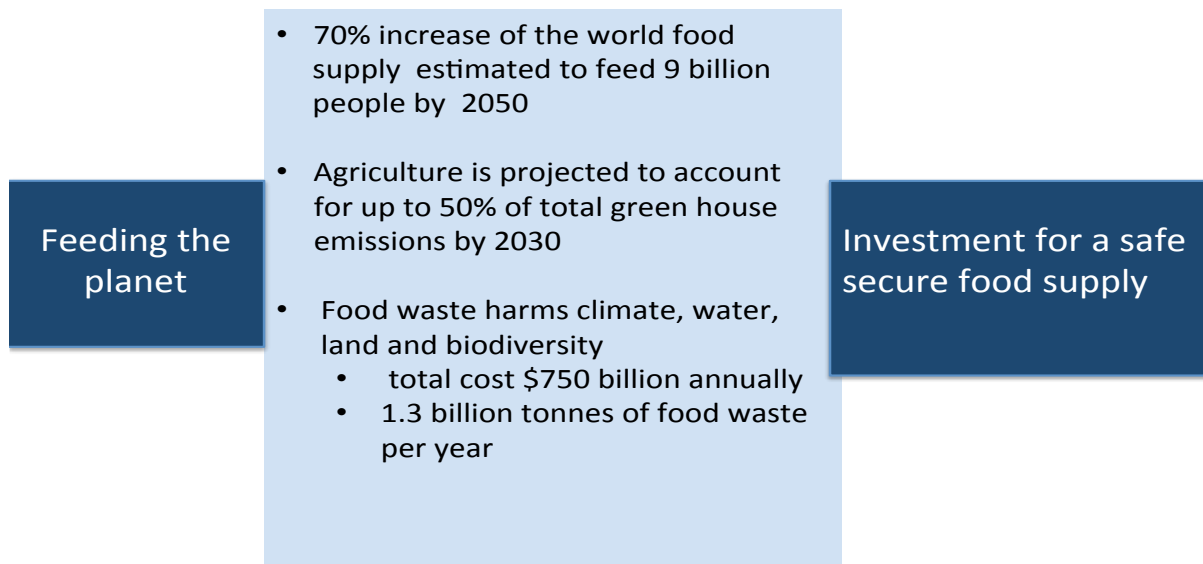 Feeding the
planet
• 70% increase of the world food
supply estimated to feed 9 billion
people by 2050
• Agriculture is projected to account
for up to 50% of total green house
emissions by 2030
• Food waste harms climate, water,
land and biodiversity
• total cost $750 billion annually
• 1.3 billion tonnes of food waste
per year
Investment for a safe
secure food supply